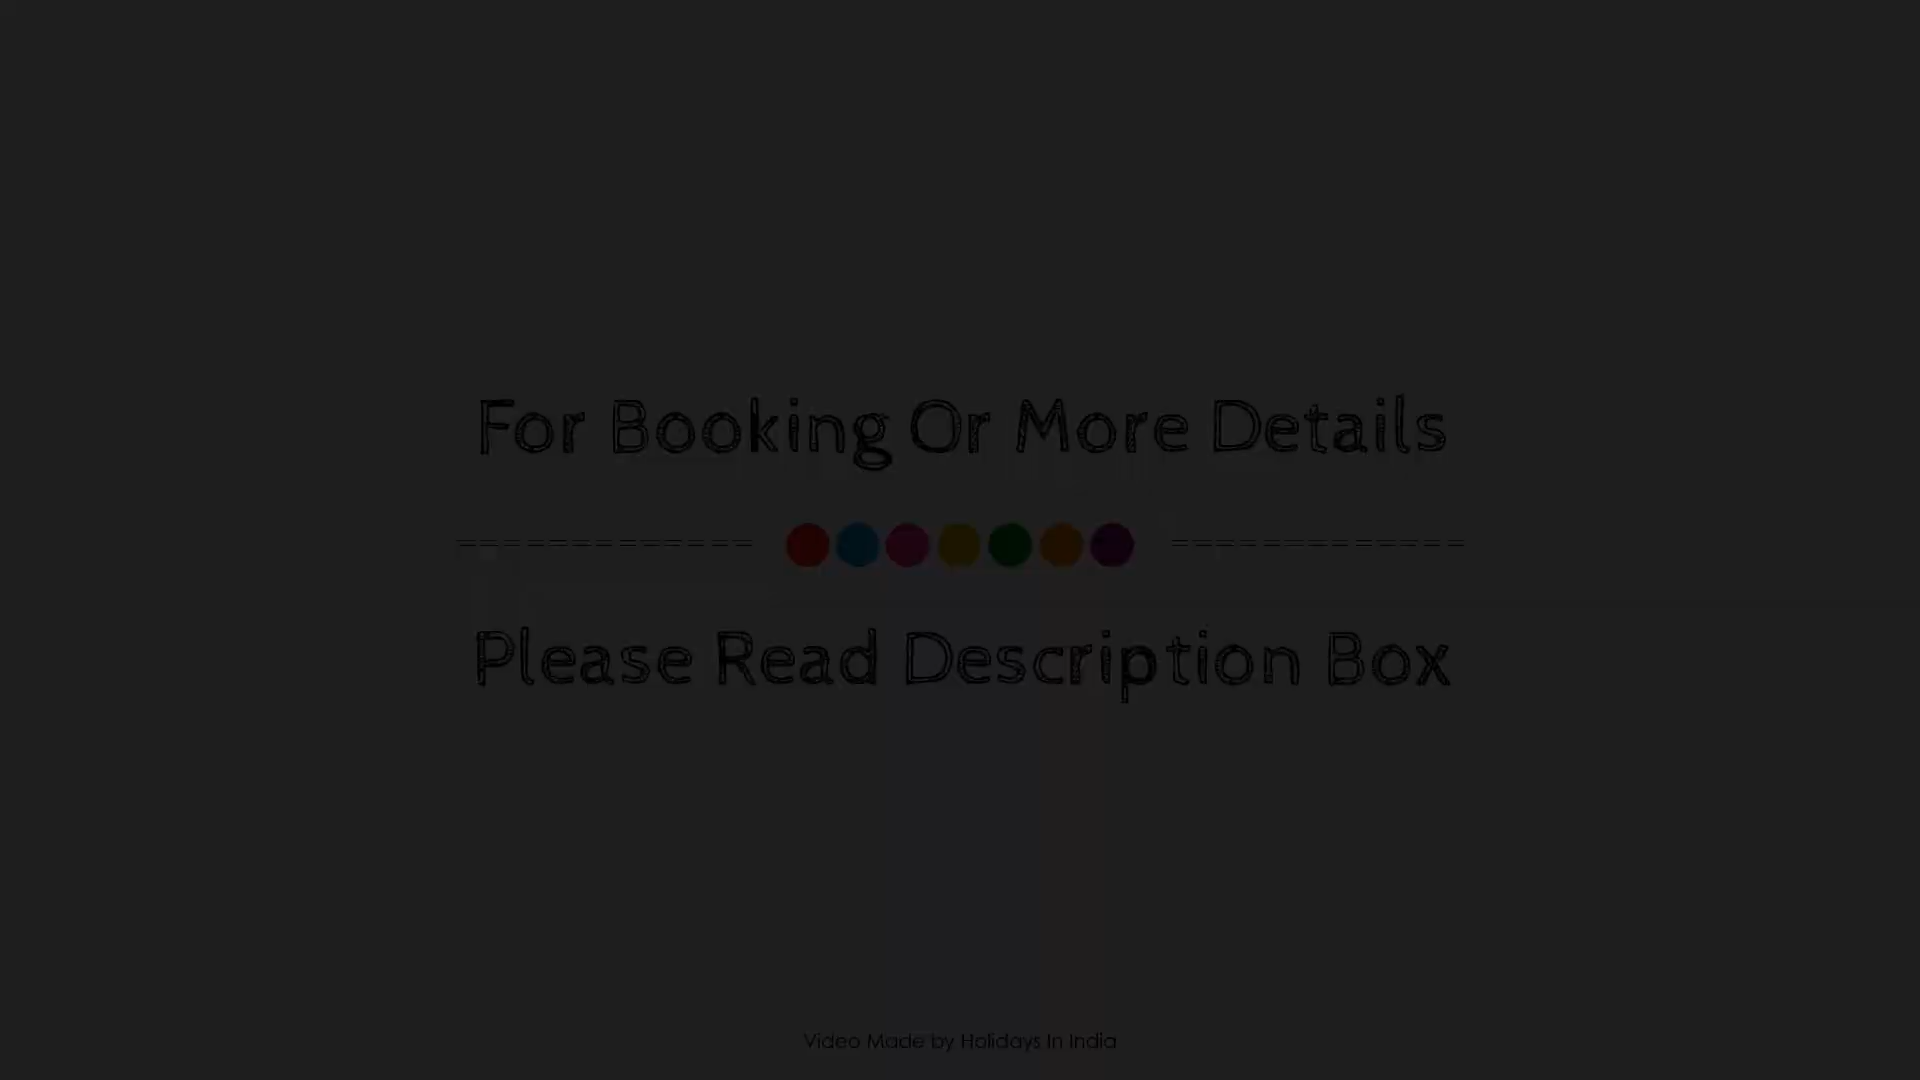 For Booking Or More Details
Please Read Description Box
Video Made by Holidays In India